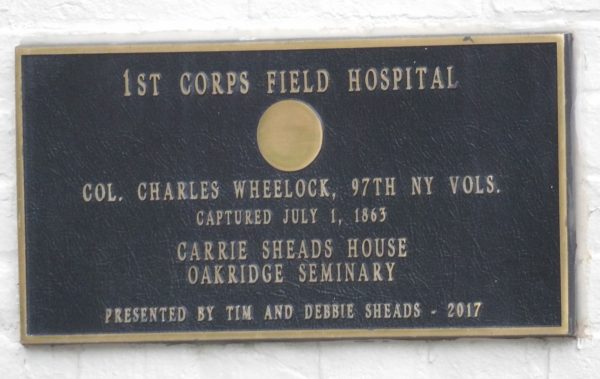 1ST CORPS FIELD HOSPITAL
COL. CHARLES WHEELOCK, 97TH NY VOLS.
CAPTURED JULY 1, 1863
CARRIE SHEADS HOUSE
OAKRIDGE SEMINARY
PRESENTED BY TIM AND DEBBIE SHEADS - 2017